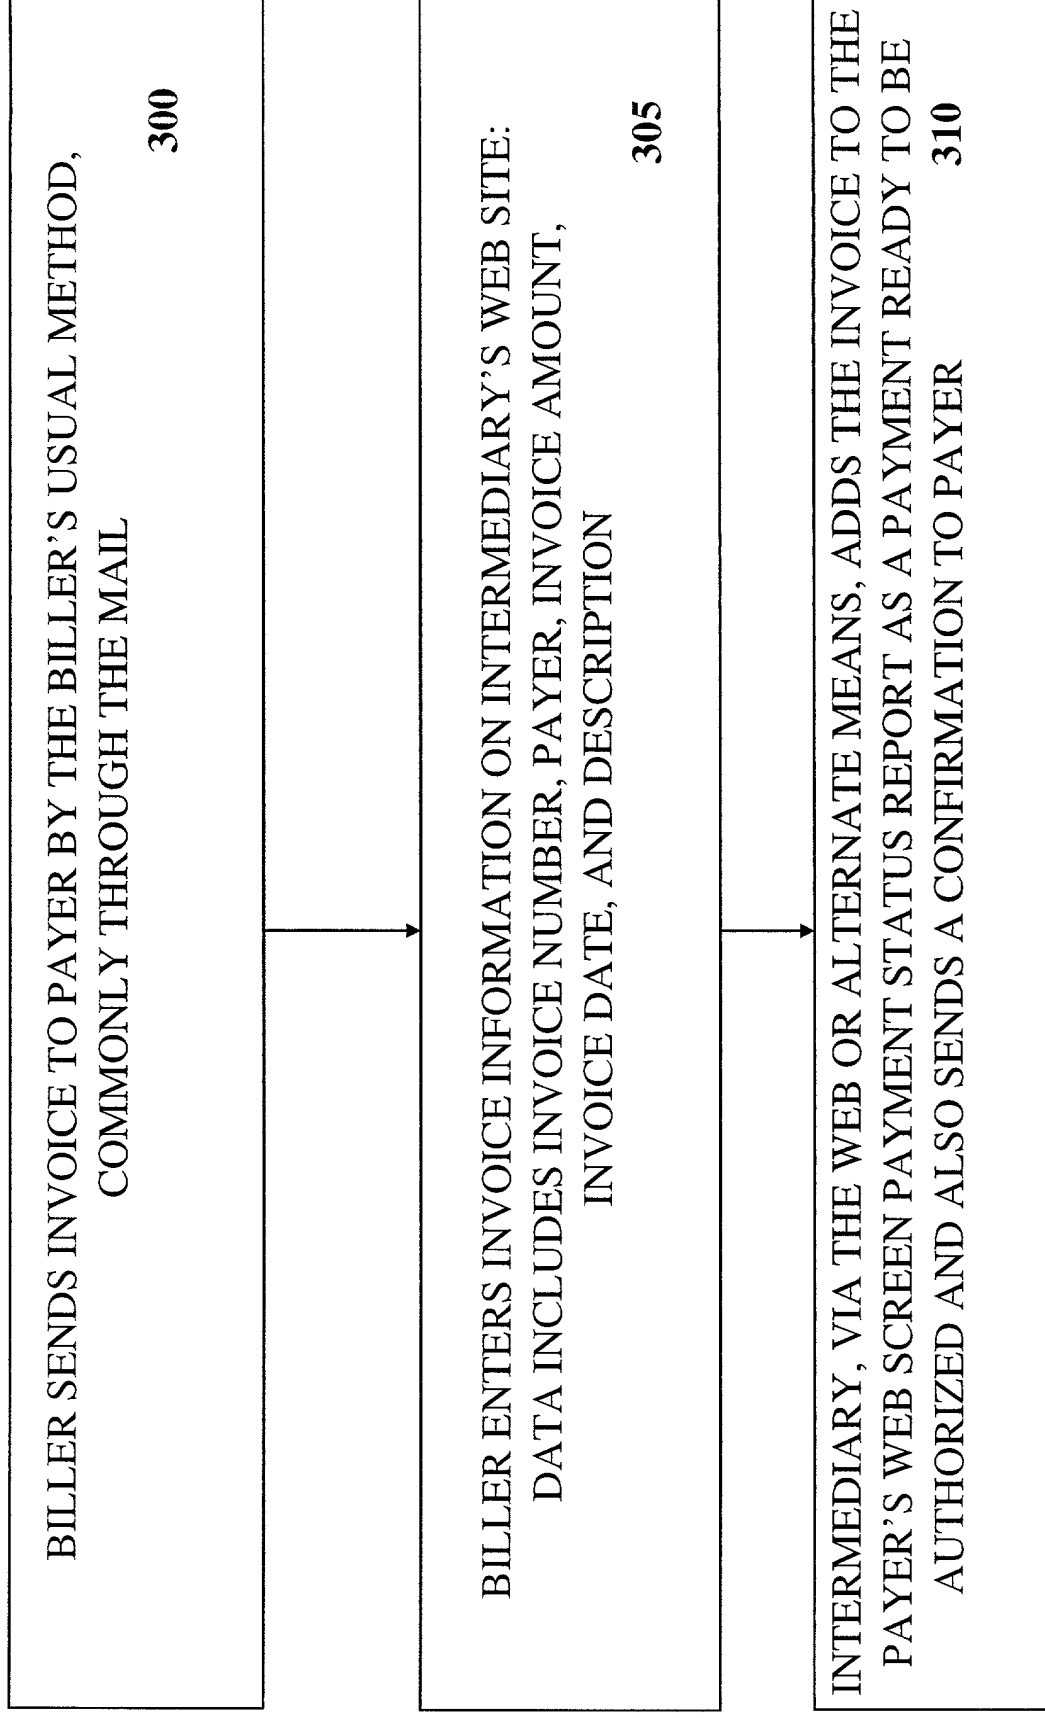 BILLER SENDS INVOICE TO PAYER BY THE BILLER'S USUAL METHOD,
COMMONLY THROUGH THE MAIL
300
BILLER ENTERS INVOICE INFORMATION ON INTERMEDIARY'S WEB SITE:
DATA INCLUDES INVOICE NUMBER, PAYER, INVOICE AMOUNT,
INVOICE DATE, AND DESCRIPTION
305
INTERMEDIARY, VIA THE WEB OR ALTERNATE MEANS, ADDS THE INVOICE TO THE
PAYER'S WEB SCREEN PAYMENT STATUS REPORT AS A PAYMENT READY TO BE
AUTHORIZED AND ALSO SENDS A CONFIRMATION TO PAYER
310